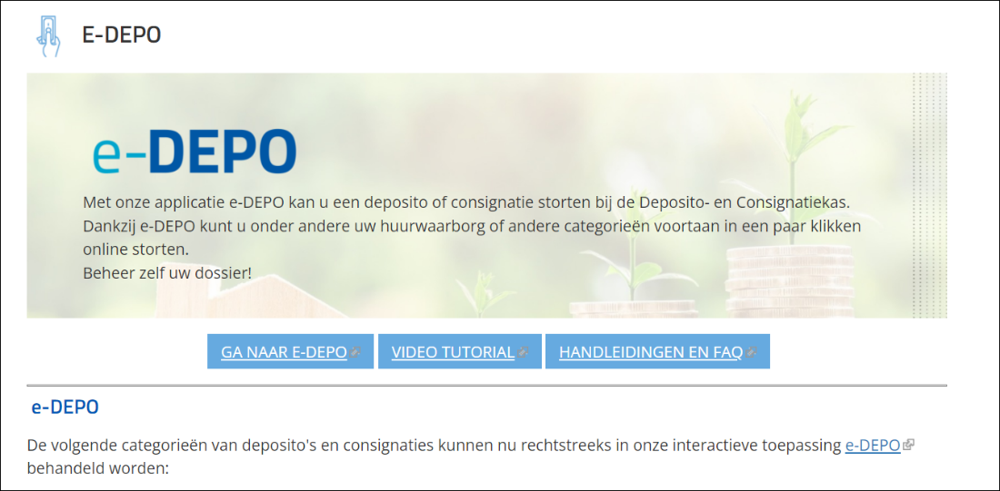 E-DEPO
e-DEPO
Met onze applicatie e-DEPO kan u een deposito of consignatie storten bij de Deposito- en Consignatiekas.
Dankzij e-DEPO kunt u onder andere uw huurwaarborg of andere categorieën voortaan in een paar klikken
online storten.
Beheer zelf uw dossier!
GA NAAR E-DEPO VIDEO TUTORIAL HANDLEIDINGEN EN FAQ
e-DEPO
De volgende categorieën van deposito's en consignaties kunnen nu rechtstreeks in onze interactieve toepassing e-DEPO
behandeld worden: